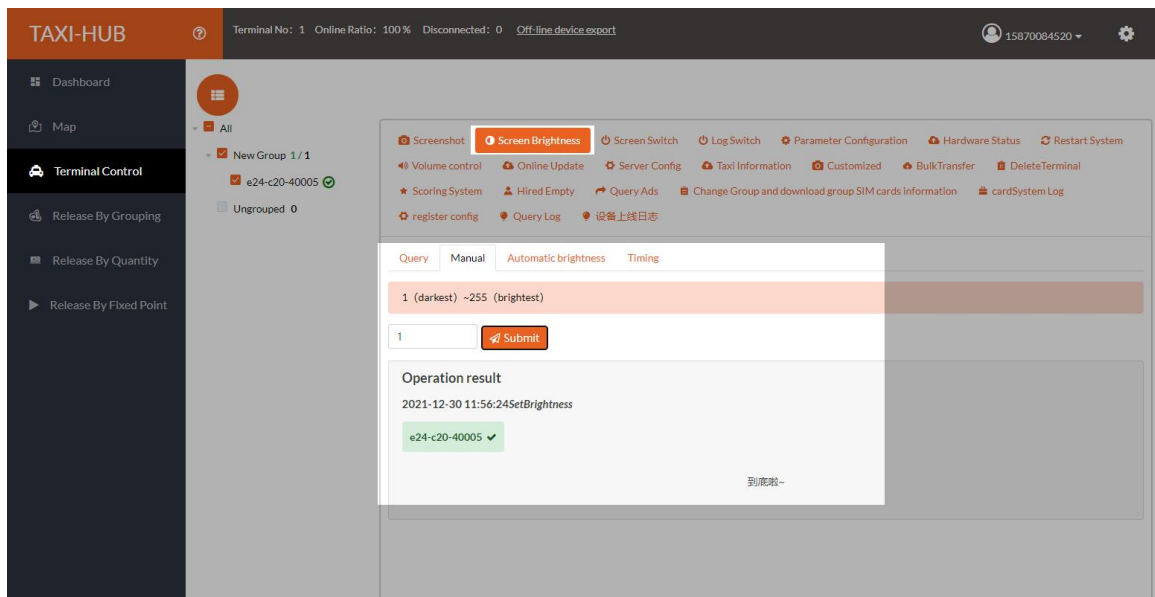 TAXI-HUB
Terminal No: 1 Online Ratio: 100% Disconnected: 0 Off-line device export
15870084520
Dashboard
Map
Terminal Control
Release By Grouping
Release By Quantity
Release By Fixed Point
All
New Group 1/1
e24-c20-40005
Ungrouped 0
Screenshot Screen Brightness Screen Switch Log Switch Parameter Configuration Hardware Status Restart System
Volume control Online Update Server Config Taxi Information Customized BulkTransfer DeleteTerminal
Scoring System Hired Empty Query Ads Change Group and download group SIM cards information cardSystem Log
register config Query Log 设备上线日志
Query Manual Automatic brightness Timing
1（darkest）~255（brightest）
1 Submit
Operation result
2021-12-30 11:56:24SetBrightness
e24-c20-40005
到底啦~